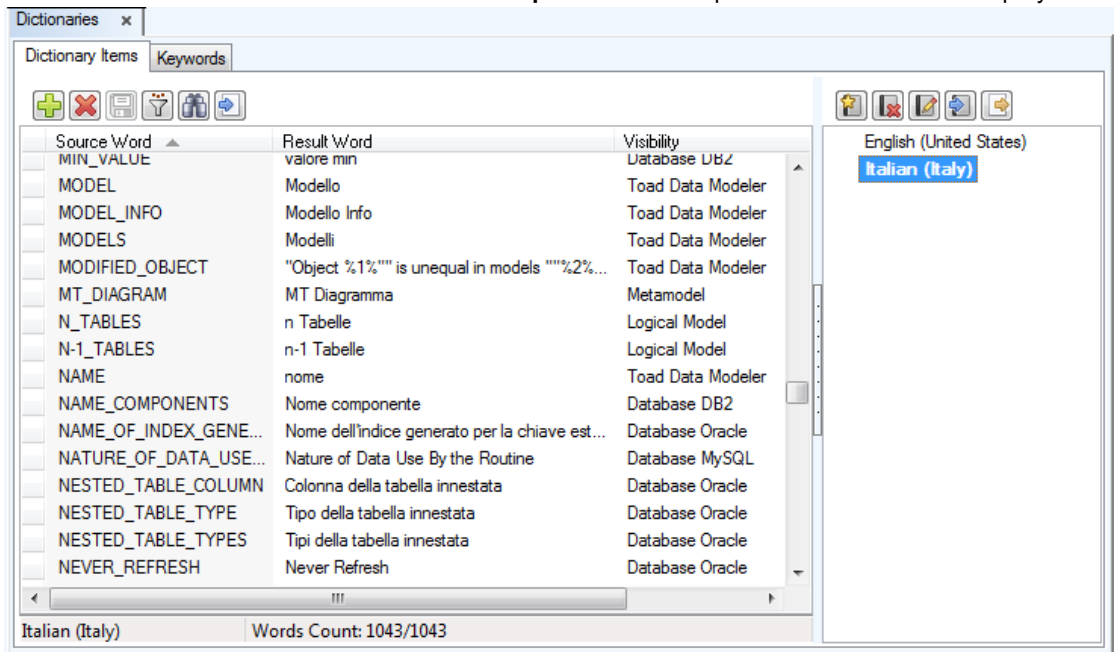 Dictionaries x
Dictionary Items Keywords
Source Word Result Word Visibility
MIN_VALUE valore min Database DB2
MODEL Modello Toad Data Modeler
MODEL_INFO Modello Info Toad Data Modeler
MODELS Modelli Toad Data Modeler
MODIFIED_OBJECT "Object %1%"" is unequal in models ""%2%... Toad Data Modeler
MT_DIAGRAM MT Diagramma Metamodel
N_TABLES n Tabelle Logical Model
N-1_TABLES n-1 Tabelle Logical Model
NAME nome Toad Data Modeler
NAME_COMPONENTS Nome componente Database DB2
NAME_OF_INDEX_GENE... Nome dell'indice generato per la chiave est... Database Oracle
NATURE_OF_DATA_USE... Nature of Data Use By the Routine Database MySQL
NESTED_TABLE_COLUMN Colonna della tabella innestata Database Oracle
NESTED_TABLE_TYPE Tipo della tabella innestata Database Oracle
NESTED_TABLE_TYPES Tipi della tabella innestata Database Oracle
NEVER_REFRESH Never Refresh Database Oracle
Italian (Italy) Words Count: 1043/1043
English (United States)
Italian (Italy)